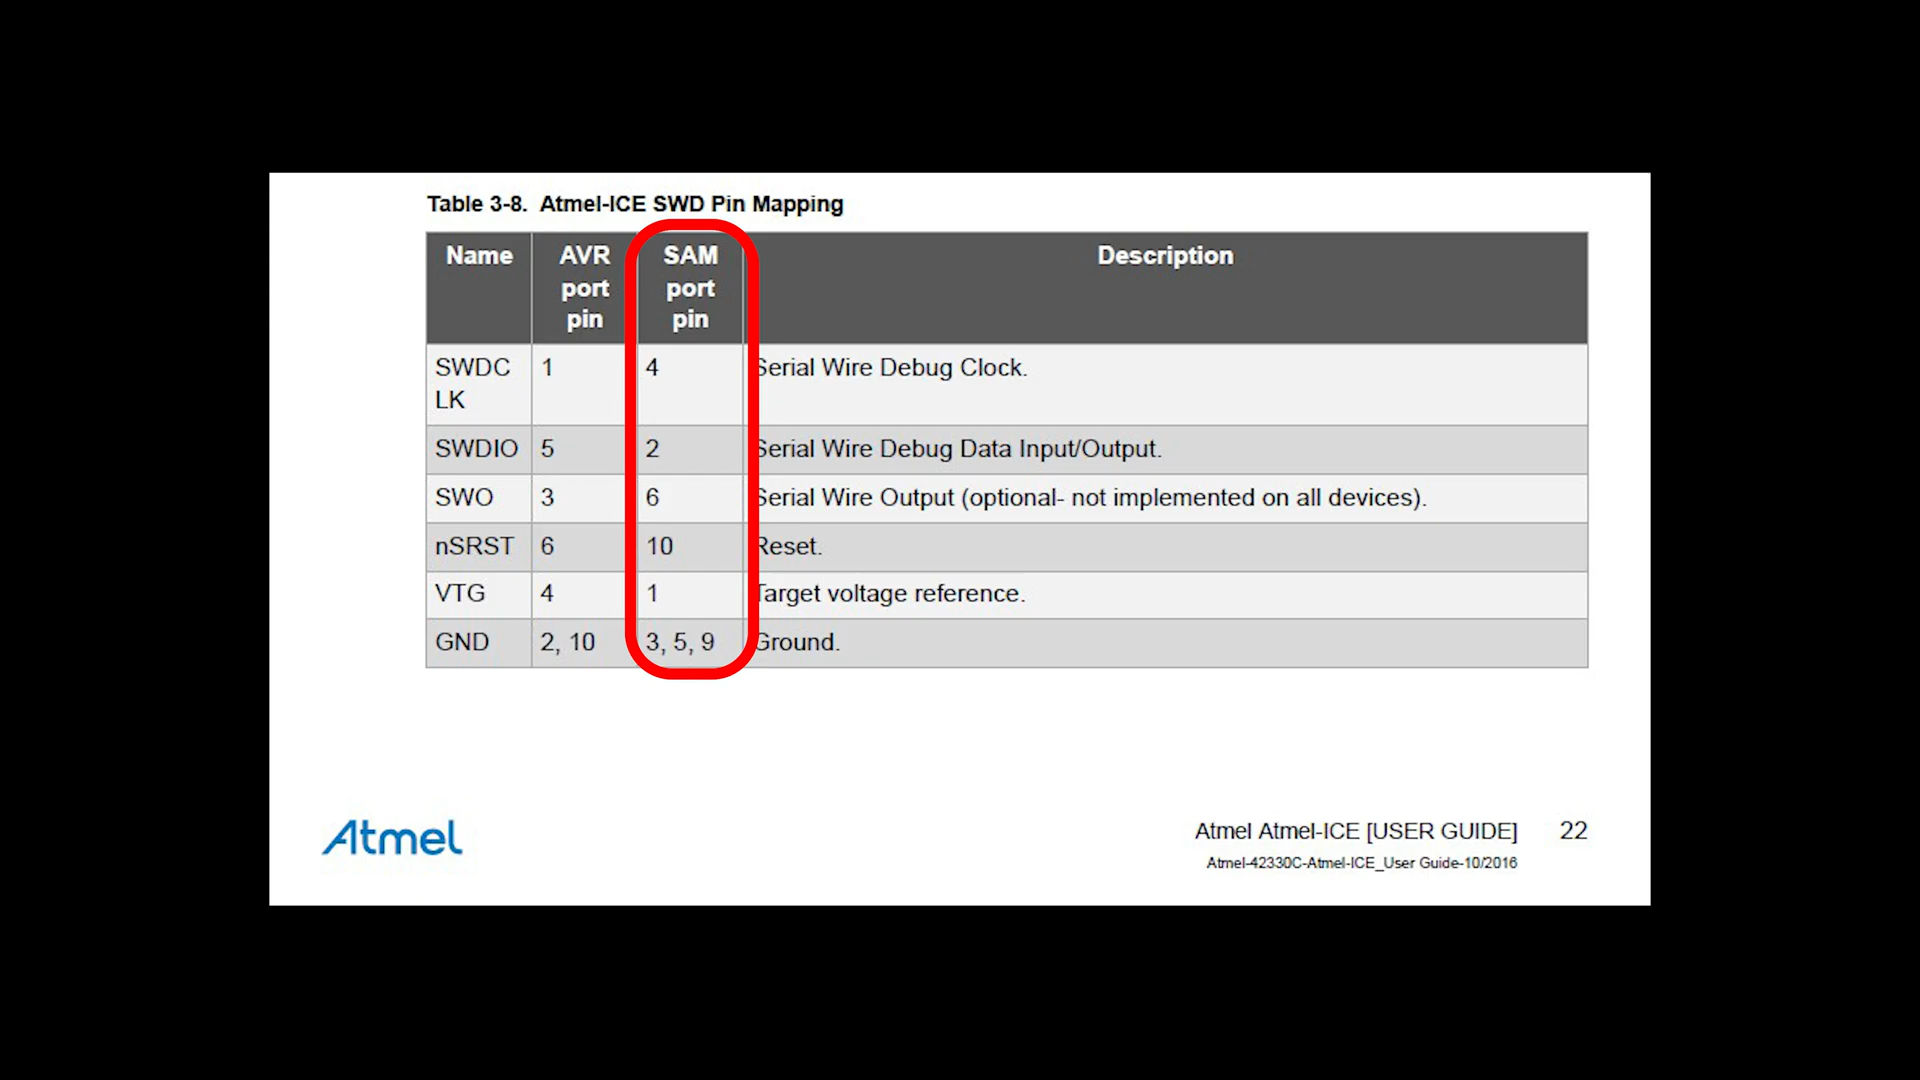 Table 3-8. Atmel-ICE SWD Pin Mapping
Name AVR port pin SAM port pin Description
SWDC LK 1 4 Serial Wire Debug Clock.
SWDIO 5 2 Serial Wire Debug Data Input/Output.
SWO 3 6 Serial Wire Output (optional- not implemented on all devices).
nSRST 6 10 Reset.
VTG 4 1 Target voltage reference.
GND 2, 10 3, 5, 9 Ground.
Atmel
Atmel Atmel-ICE [USER GUIDE] 22
Atmel-42330C-Atmel-ICE_User Guide-10/2016